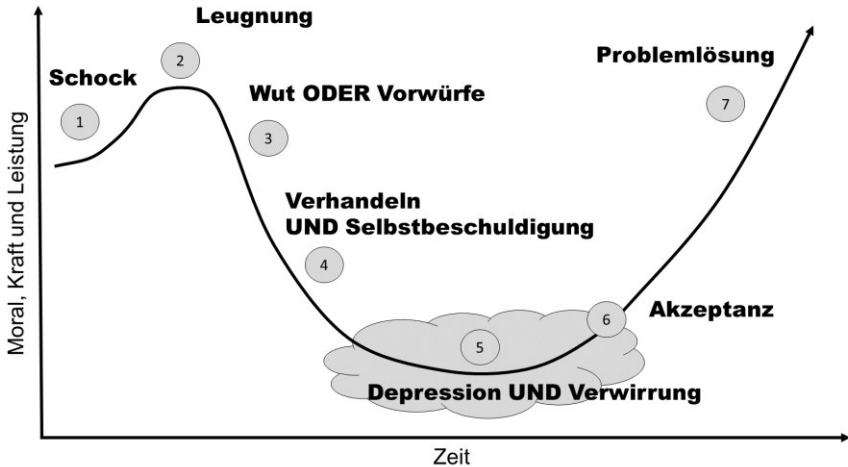 Leugnung
2
Schock
1
Wut ODER Vorwürfe
3
Verhandeln
UND Selbstbeschuldigung
4
5
Depression UND Verwirrung
6
Akzeptanz
Problemlösung
7
Moral, Kraft und Leistung
Zeit